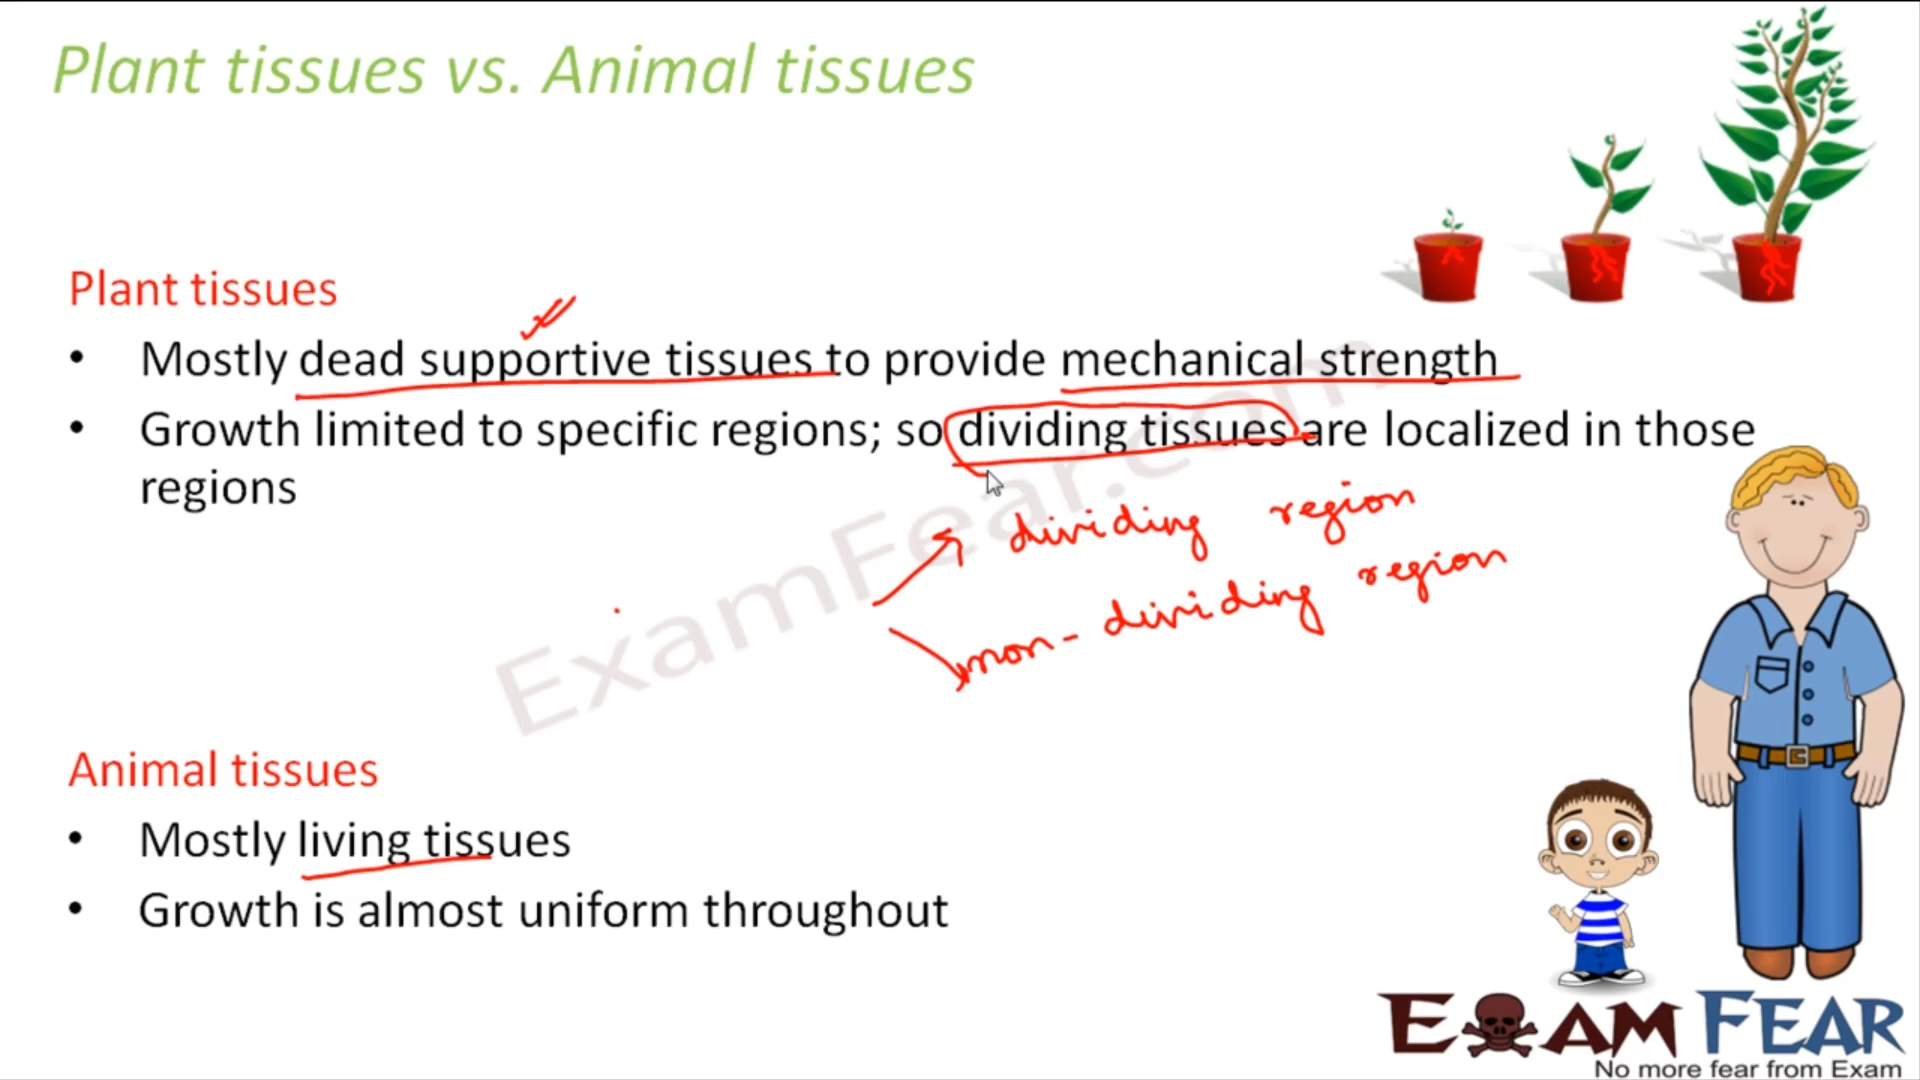 Plant tissues vs. Animal tissues
Plant tissues
• Mostly dead supportive tissues to provide mechanical strength
• Growth limited to specific regions; so dividing tissues are localized in those
regions
dividing region
non-dividing region
ExamFear.com
Animal tissues
• Mostly living tissues
• Growth is almost uniform throughout
EXAM FEAR
No more fear from Exam